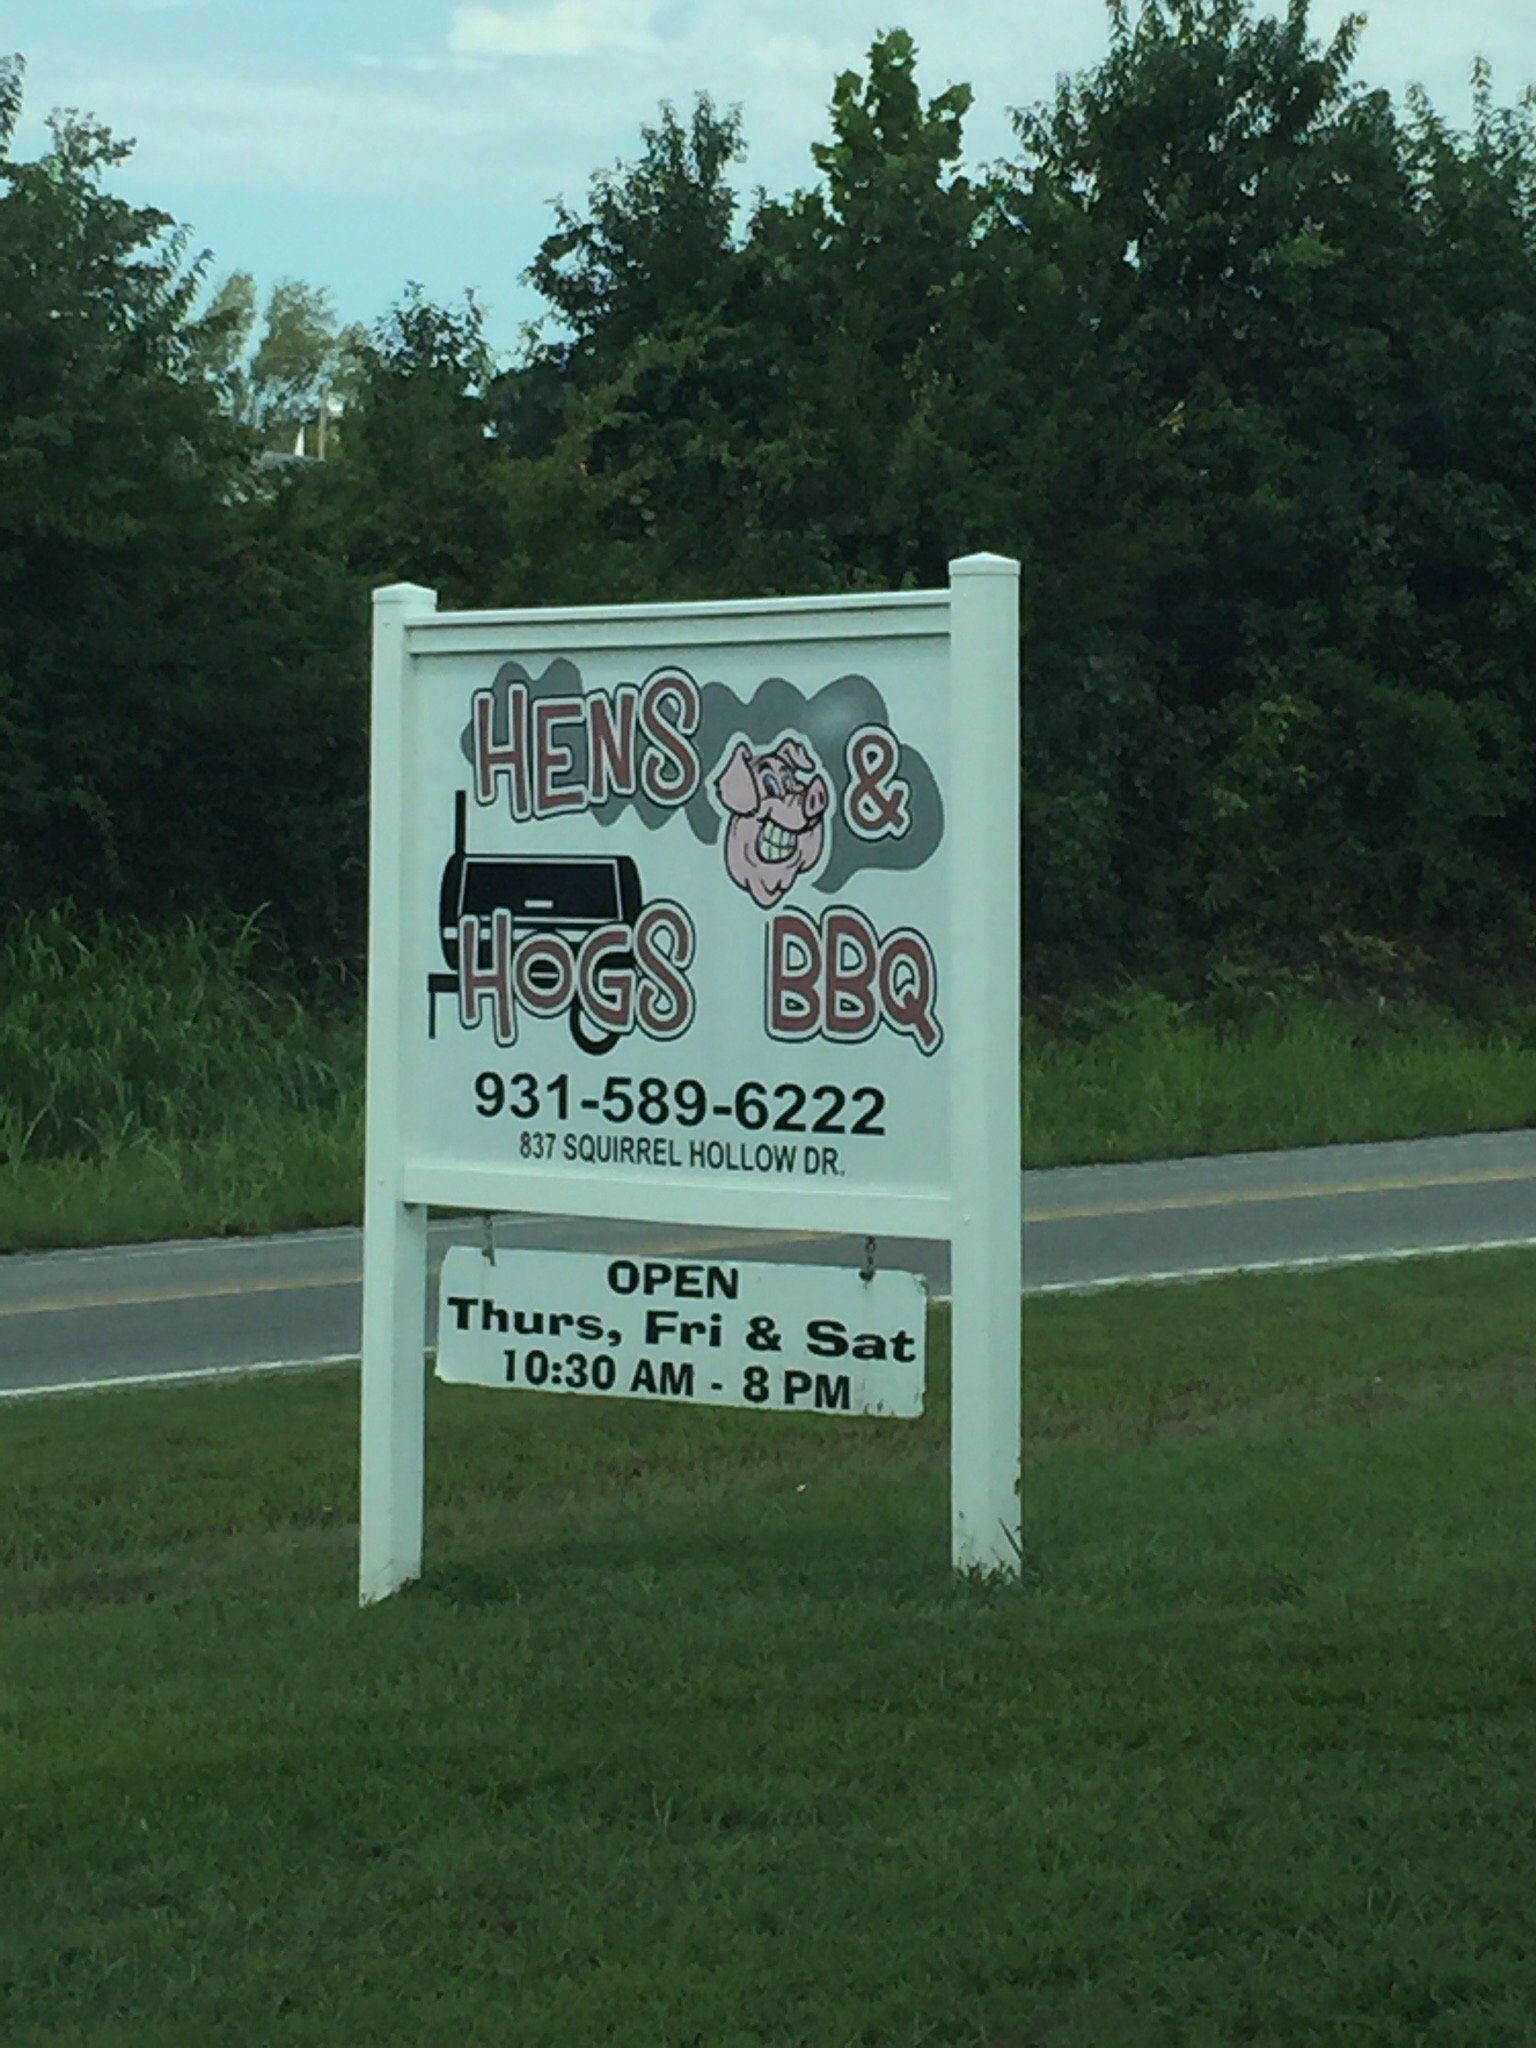 HENS &
HOGS BBQ
931-589-6222
837 SQUIRREL HOLLOW DR.
OPEN
Thurs, Fri & Sat
10:30 AM - 8 PM